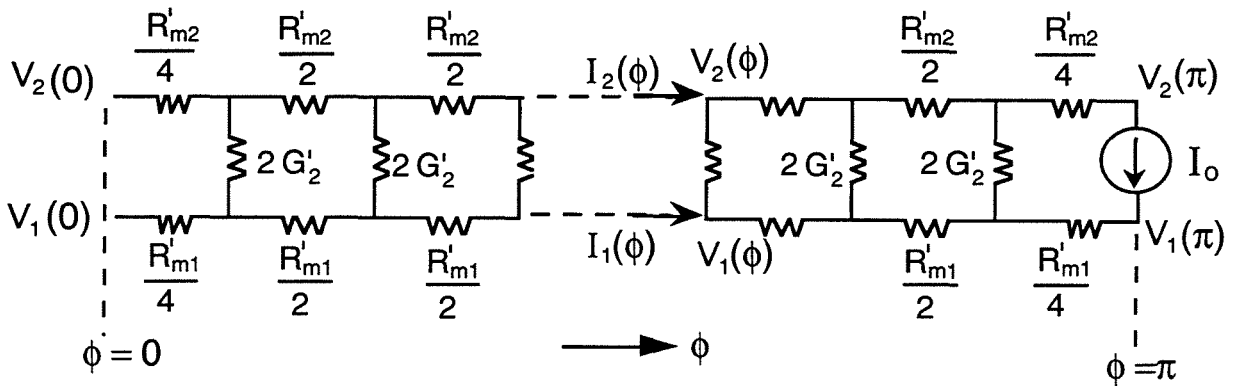 R'm2/4 R'm2/2 R'm2/2 R'm2/2 R'm2/4
V2(0) I2(ϕ) V2(ϕ) V2(π)
2 G'2 2 G'2 2 G'2 2 G'2 Io
V1(0) I1(ϕ) V1(ϕ) V1(π)
R'm1/4 R'm1/2 R'm1/2 R'm1/2 R'm1/4
ϕ = 0 ϕ ϕ =π